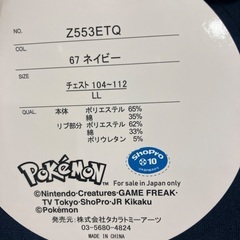 NO. Z553ETQ
COL. 67 ネイビー
SIZE チェスト 104~112
LL
QUAL 本体 ポリエステル 65%
綿 35%
リブ部分 ポリエステル 62%
綿 33%
ポリウレタン 5%
ShoPro
10
POKÉMON
For sale in Japan only
©Nintendo·Creatures·GAME FREAK·
TV Tokyo·ShoPro·JR Kikaku
©Pokémon
発売元:株式会社タカラトミーアーツ
03-5680-4824
MADE IN CHINA